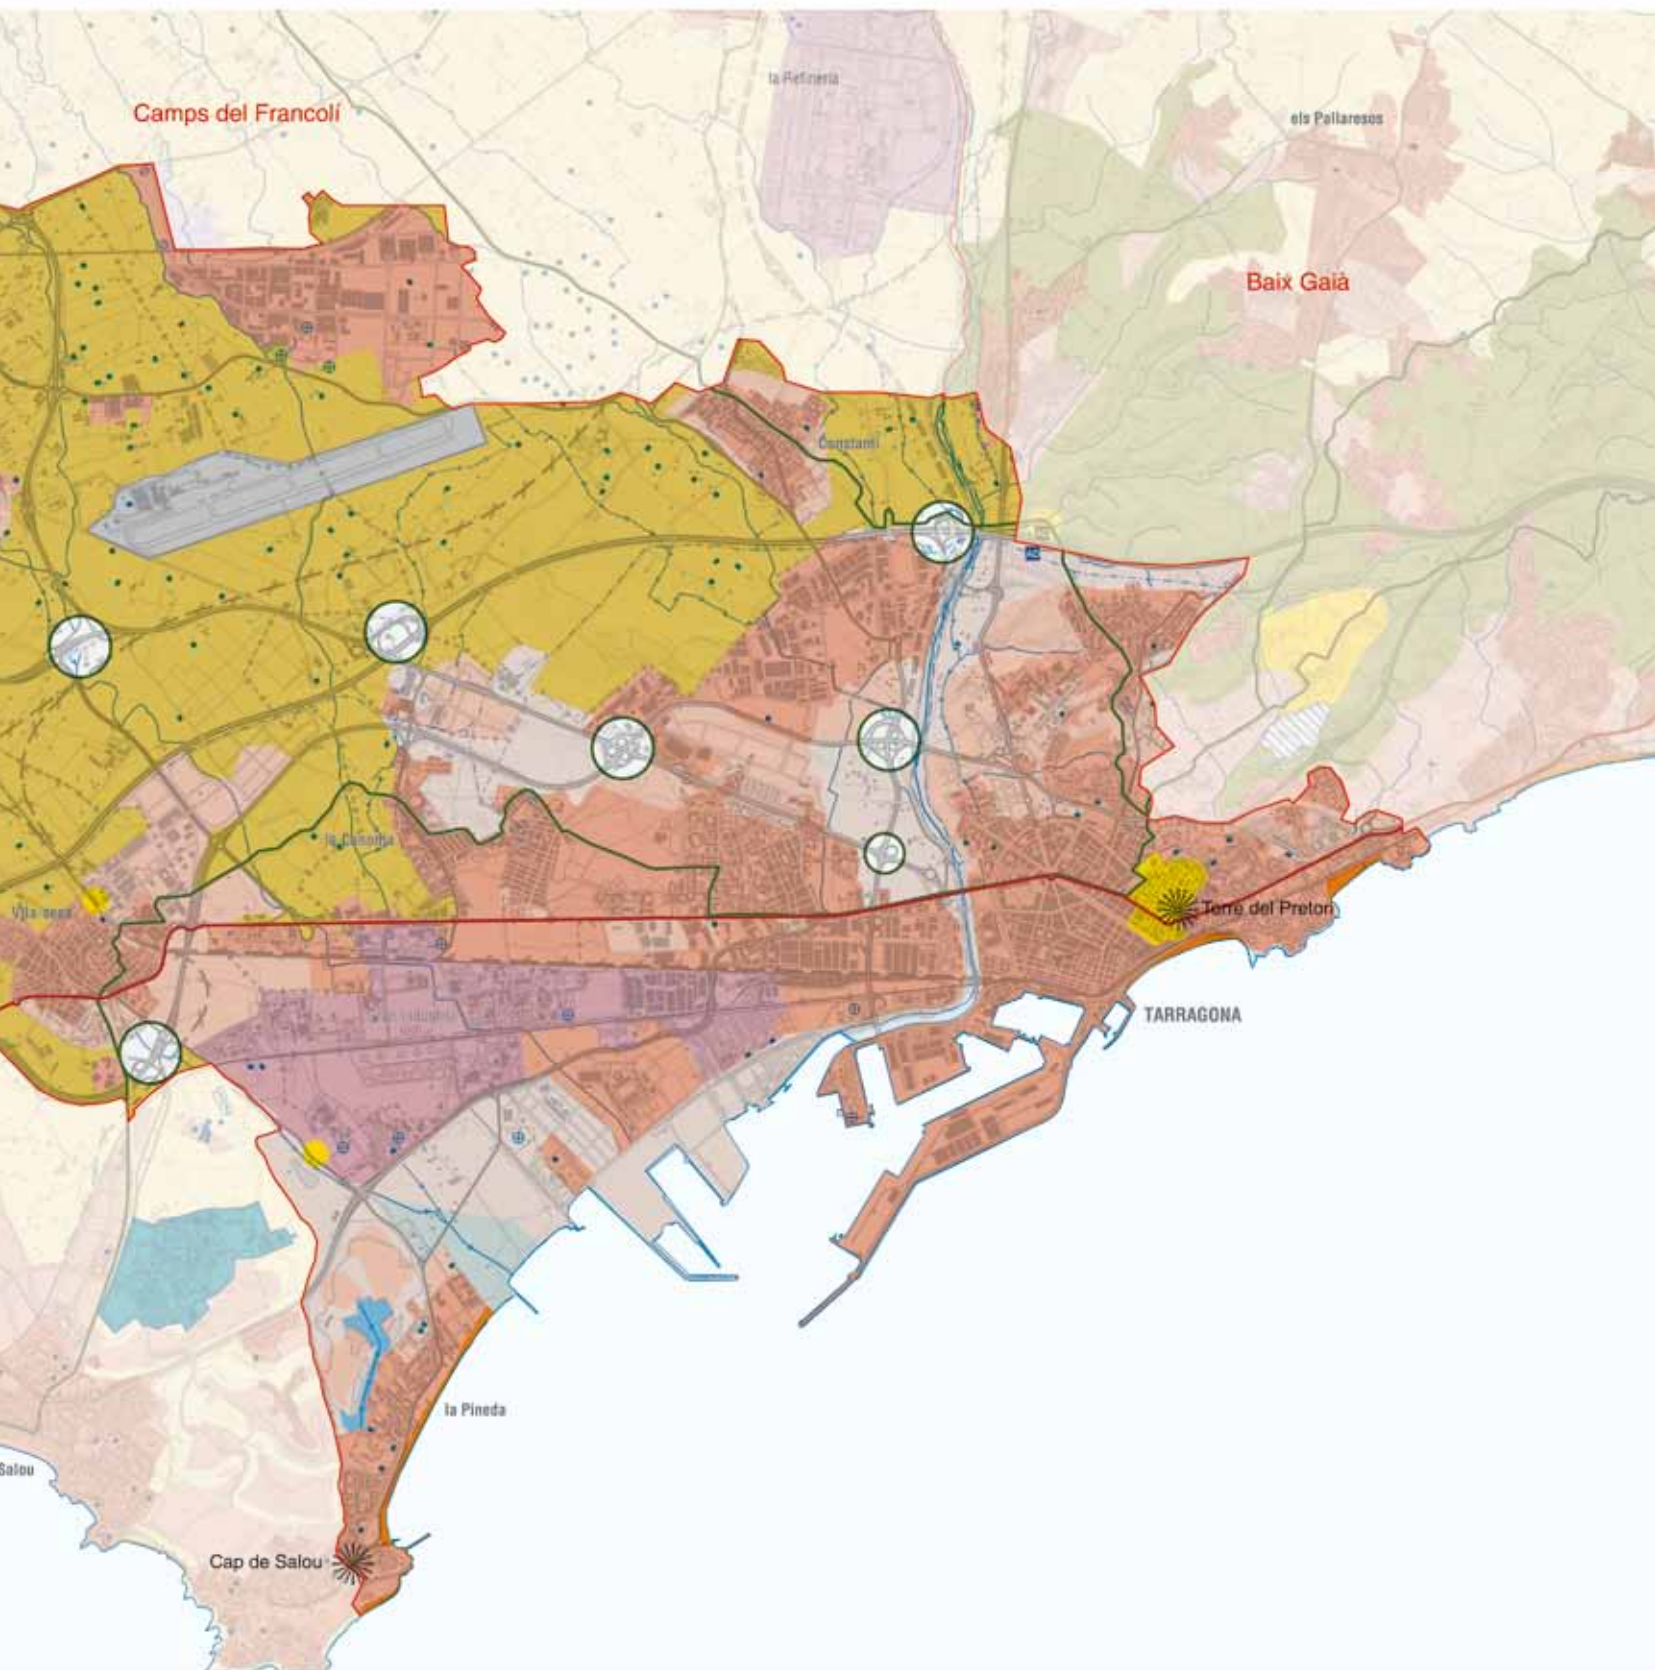 la Refineria
Camps del Francolí
els Pallaresos
Baix Gaià
Constantí
la Canonja
Vila-seca
Torre del Pretori
TARRAGONA
la Pineda
Salou
Cap de Salou